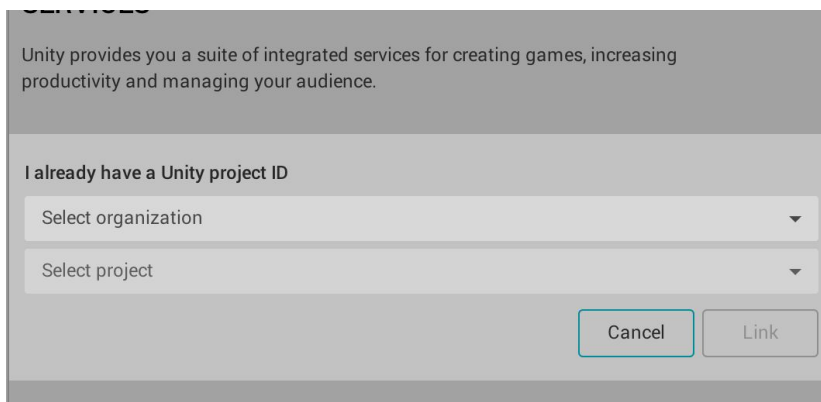 SERVICES
Unity provides you a suite of integrated services for creating games, increasing
productivity and managing your audience.
I already have a Unity project ID
Select organization
Select project
Cancel Link